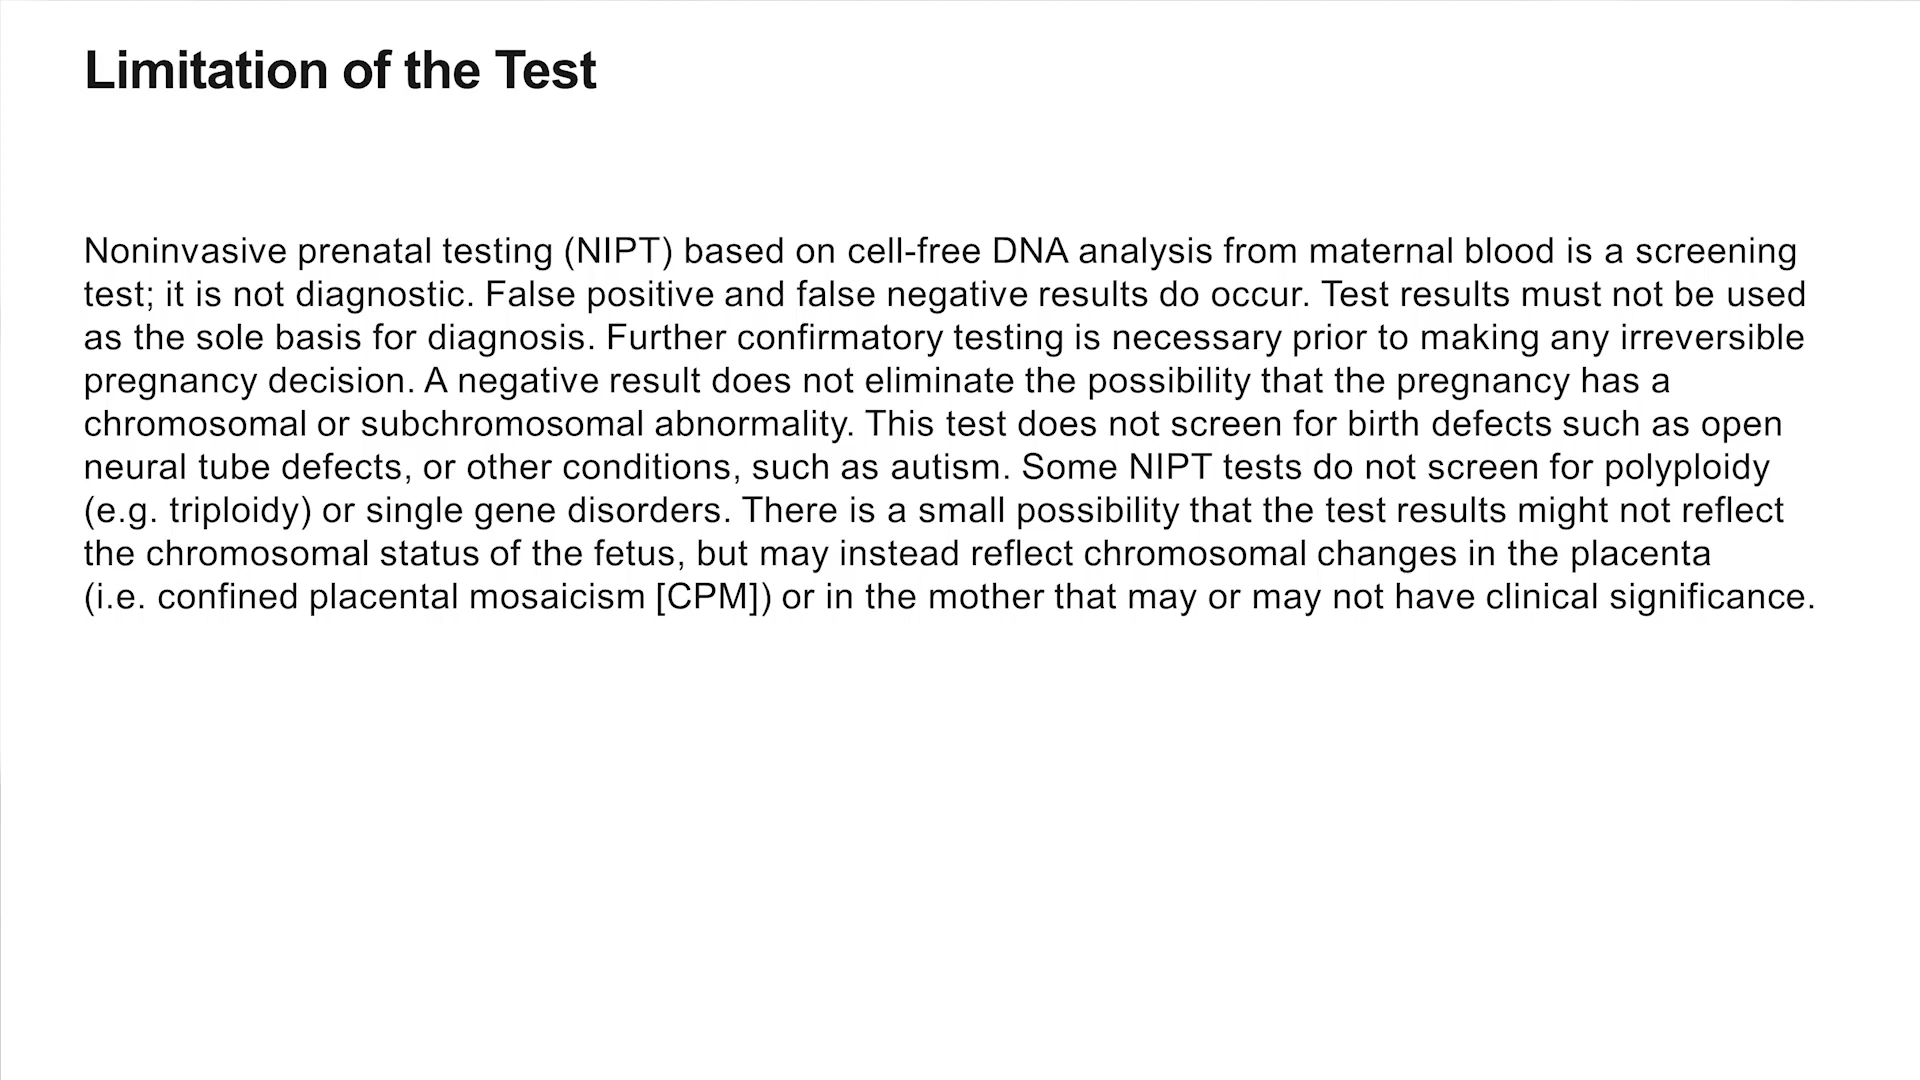 Limitation of the Test
Noninvasive prenatal testing (NIPT) based on cell-free DNA analysis from maternal blood is a screening
test; it is not diagnostic. False positive and false negative results do occur. Test results must not be used
as the sole basis for diagnosis. Further confirmatory testing is necessary prior to making any irreversible
pregnancy decision. A negative result does not eliminate the possibility that the pregnancy has a
chromosomal or subchromosomal abnormality. This test does not screen for birth defects such as open
neural tube defects, or other conditions, such as autism. Some NIPT tests do not screen for polyploidy
(e.g. triploidy) or single gene disorders. There is a small possibility that the test results might not reflect
the chromosomal status of the fetus, but may instead reflect chromosomal changes in the placenta
(i.e. confined placental mosaicism [CPM]) or in the mother that may or may not have clinical significance.